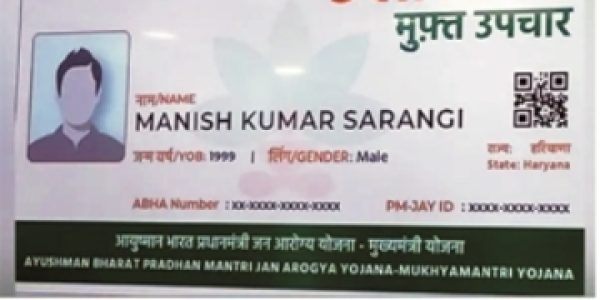 मुफ़्त उपचार
नाम/NAME
MANISH KUMAR SARANGI
जन्म वर्ष/YOB: 1999 | लिंग/GENDER: Male
राज्य: हरियाणा
State: Haryana
ABHA Number : XX-XXXX-XXXX-XXXX PM-JAY ID : XXXX-XXXX-XXXX
आयुष्मान भारत प्रधानमंत्री जन आरोग्य योजना - मुख्यमंत्री योजना
AYUSHMAN BHARAT PRADHAN MANTRI JAN AROGYA YOJANA-MUKHYAMANTRI YOJANA